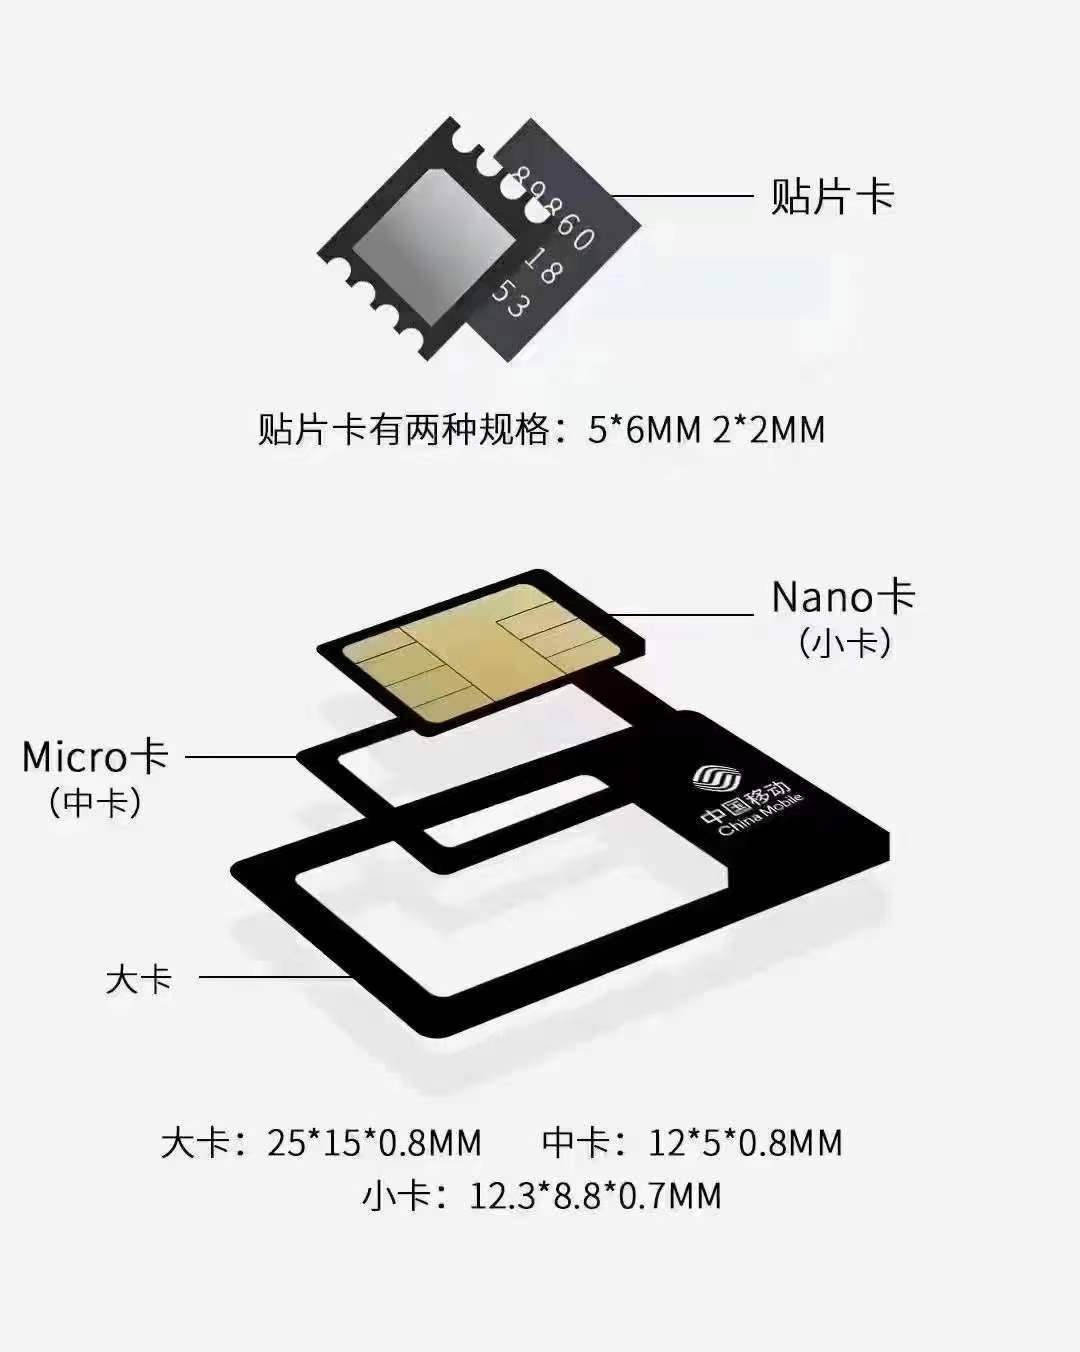 89860
18
53
贴片卡
贴片卡有两种规格：5*6MM 2*2MM
Nano卡
（小卡）
Micro卡
（中卡）
中国移动
China Mobile
大卡
大卡：25*15*0.8MM 中卡：12*5*0.8MM
小卡：12.3*8.8*0.7MM